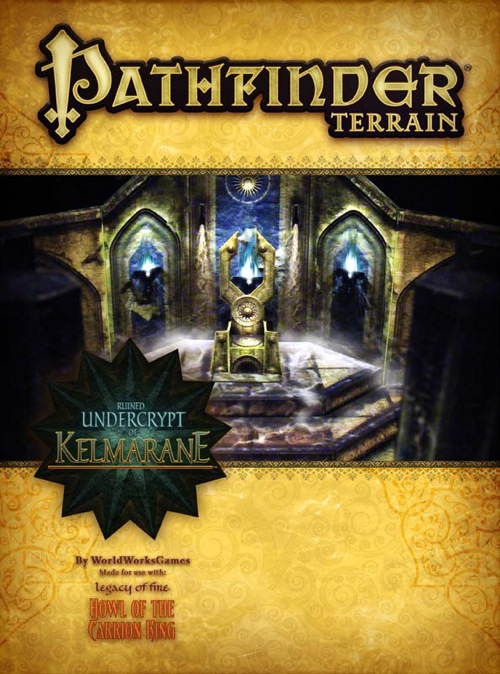 PATHFINDER®
TERRAIN
RUINED
UNDERCRYPT
OF
KELMARANE
By WorldWorksGames
Made for use with:
legacy of fire
HOWL OF THE
CARRION KING